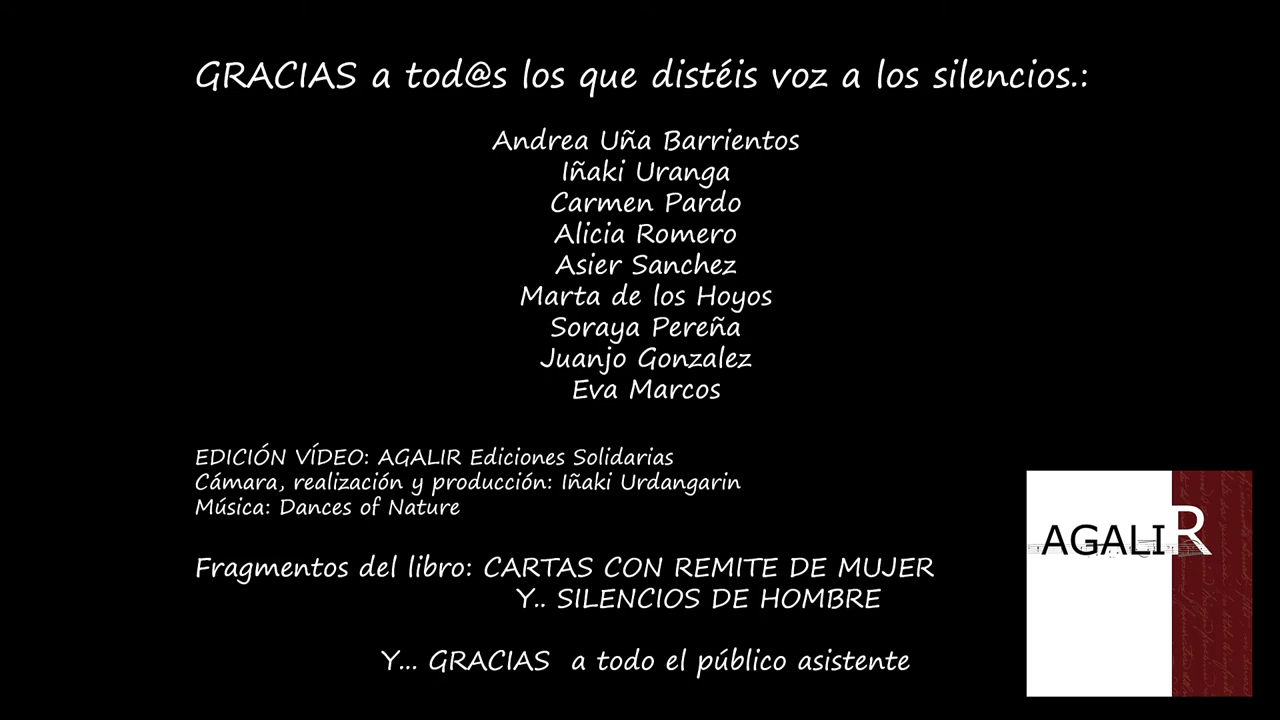 GRACIAS a tod@s los que distéis voz a los silencios.:
Andrea Uña Barrientos
Iñaki Uranga
Carmen Pardo
Alicia Romero
Asier Sanchez
Marta de los Hoyos
Soraya Pereña
Juanjo Gonzalez
Eva Marcos
EDICIÓN VÍDEO: AGALIR Ediciones Solidarias
Cámara, realización y producción: Iñaki Urdangarin
Música: Dances of Nature
Fragmentos del libro: CARTAS CON REMITE DE MUJER
Y.. SILENCIOS DE HOMBRE
Y... GRACIAS a todo el público asistente
AGALIR